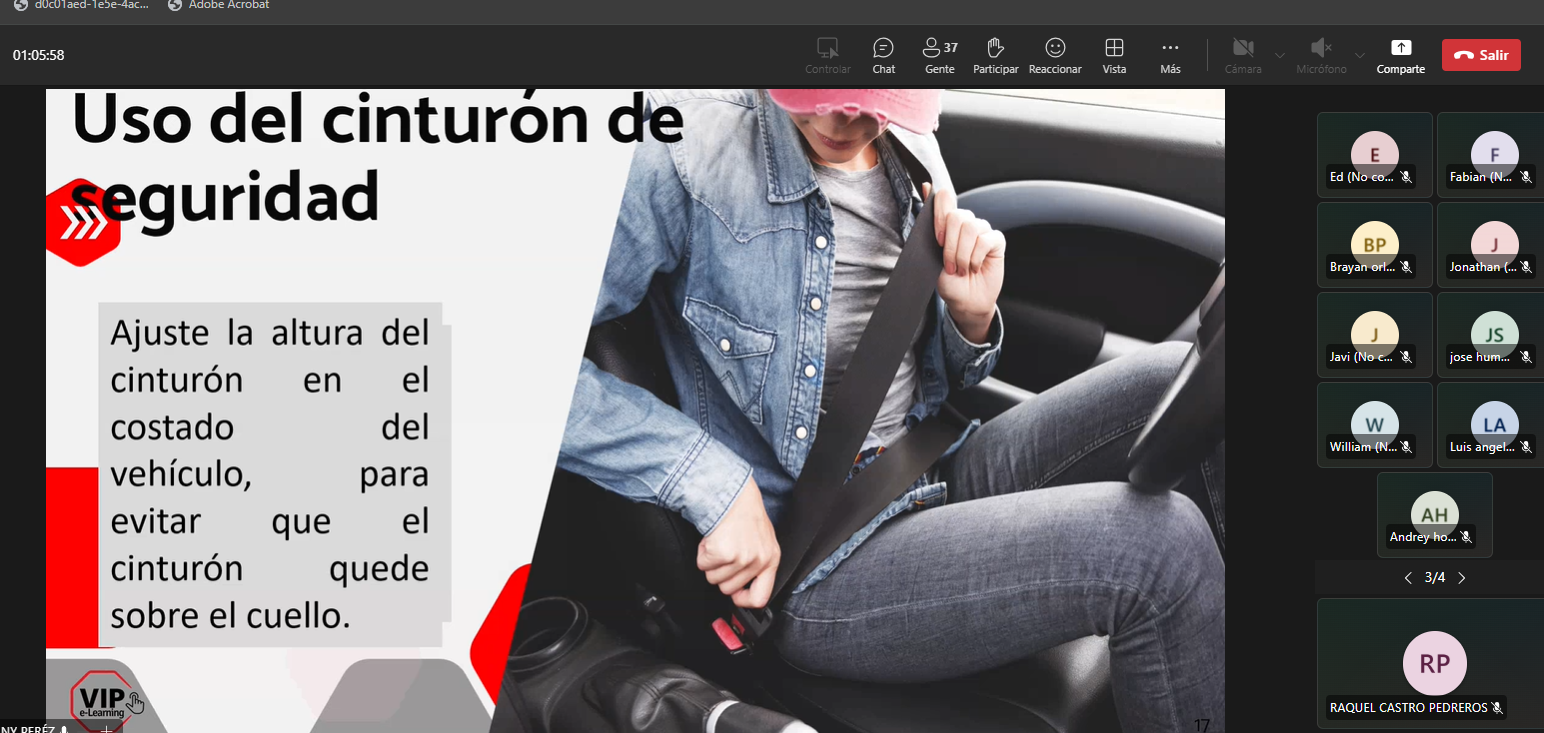 d0c01aed-1e5e-4ac... Adobe Acrobat
01:05:58
37
Controlar Chat Gente Participar Reaccionar Vista Más Cámara Micrófono Comparte Salir
Uso del cinturón de
seguridad
Ajuste la altura del
cinturón en el
costado del
vehículo, para
evitar que el
cinturón quede
sobre el cuello.
VIP
e-Learning
NY PERÉZ
17
E
Ed (No co...
F
Fabian (N...
BP
Brayan orl...
J
Jonathan (...
J
Javi (No c...
JS
jose hum...
W
William (N...
LA
Luis angel...
AH
Andrey ho...
3/4
RP
RAQUEL CASTRO PEDREROS